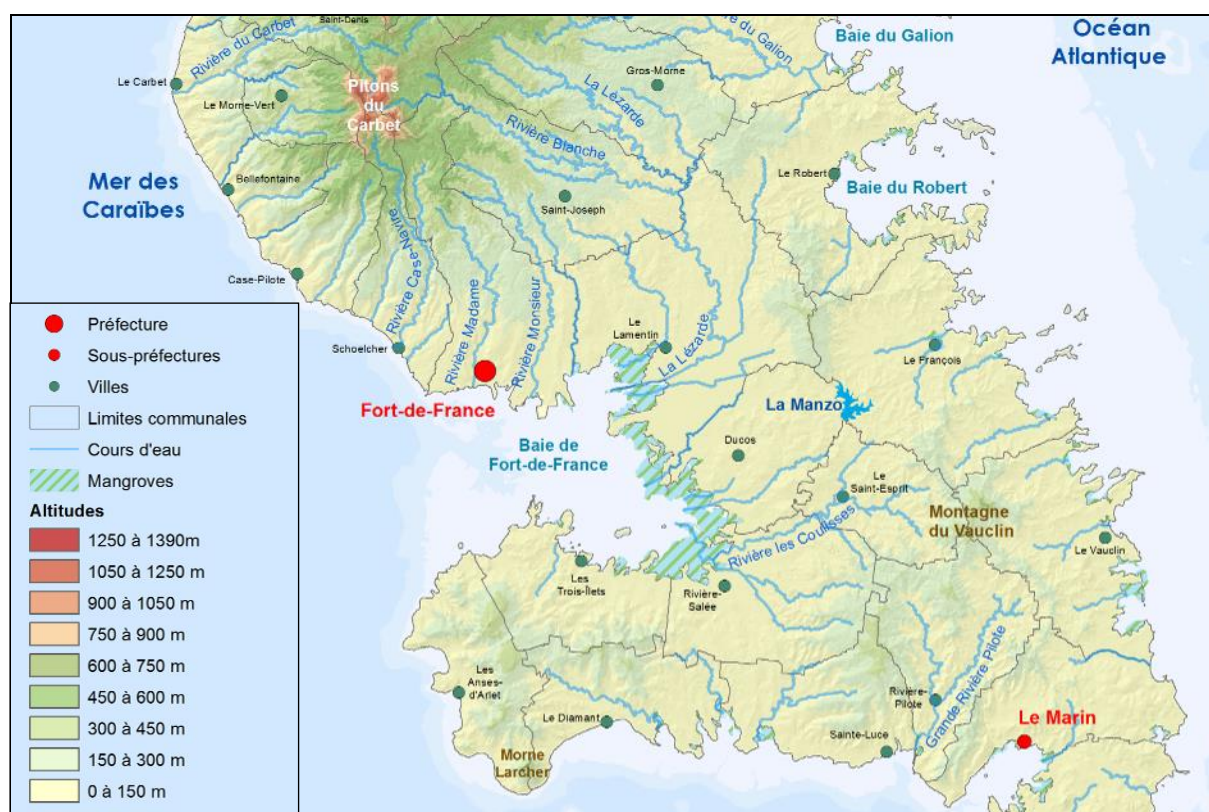 Saint-Denis
Rivière du Carbet
Rivière du Galion
Baie du Galion
Océan
Atlantique
Le Carbet
Le Morne-Vert
Pitons
du
Carbet
La Lézarde
Gros-Morne
Rivière Blanche
Le Robert
Baie du Robert
Mer des
Caraïbes
Bellefontaine
Saint-Joseph
Case-Pilote
Rivière Case-Navire
Rivière Madame
Rivière Monsieur
Schoelcher
Le
Lamentin
La Lézarde
Le François
Fort-de-France
La Manzo
Baie de
Fort-de-France
Ducos
Le
Saint-Esprit
Montagne
du Vauclin
Rivière les Coulisses
Le Vauclin
Les
Trois-Îlets
Rivière-
Salée
Les
Anses-
d'Arlet
Le Diamant
Morne
Larcher
Sainte-Luce
Rivière-
Pilote
Grande Rivière Pilote
Le Marin
Préfecture
Sous-préfectures
Villes
Limites communales
Cours d'eau
Mangroves
Altitudes
1250 à 1390m
1050 à 1250 m
900 à 1050 m
750 à 900 m
600 à 750 m
450 à 600 m
300 à 450 m
150 à 300 m
0 à 150 m